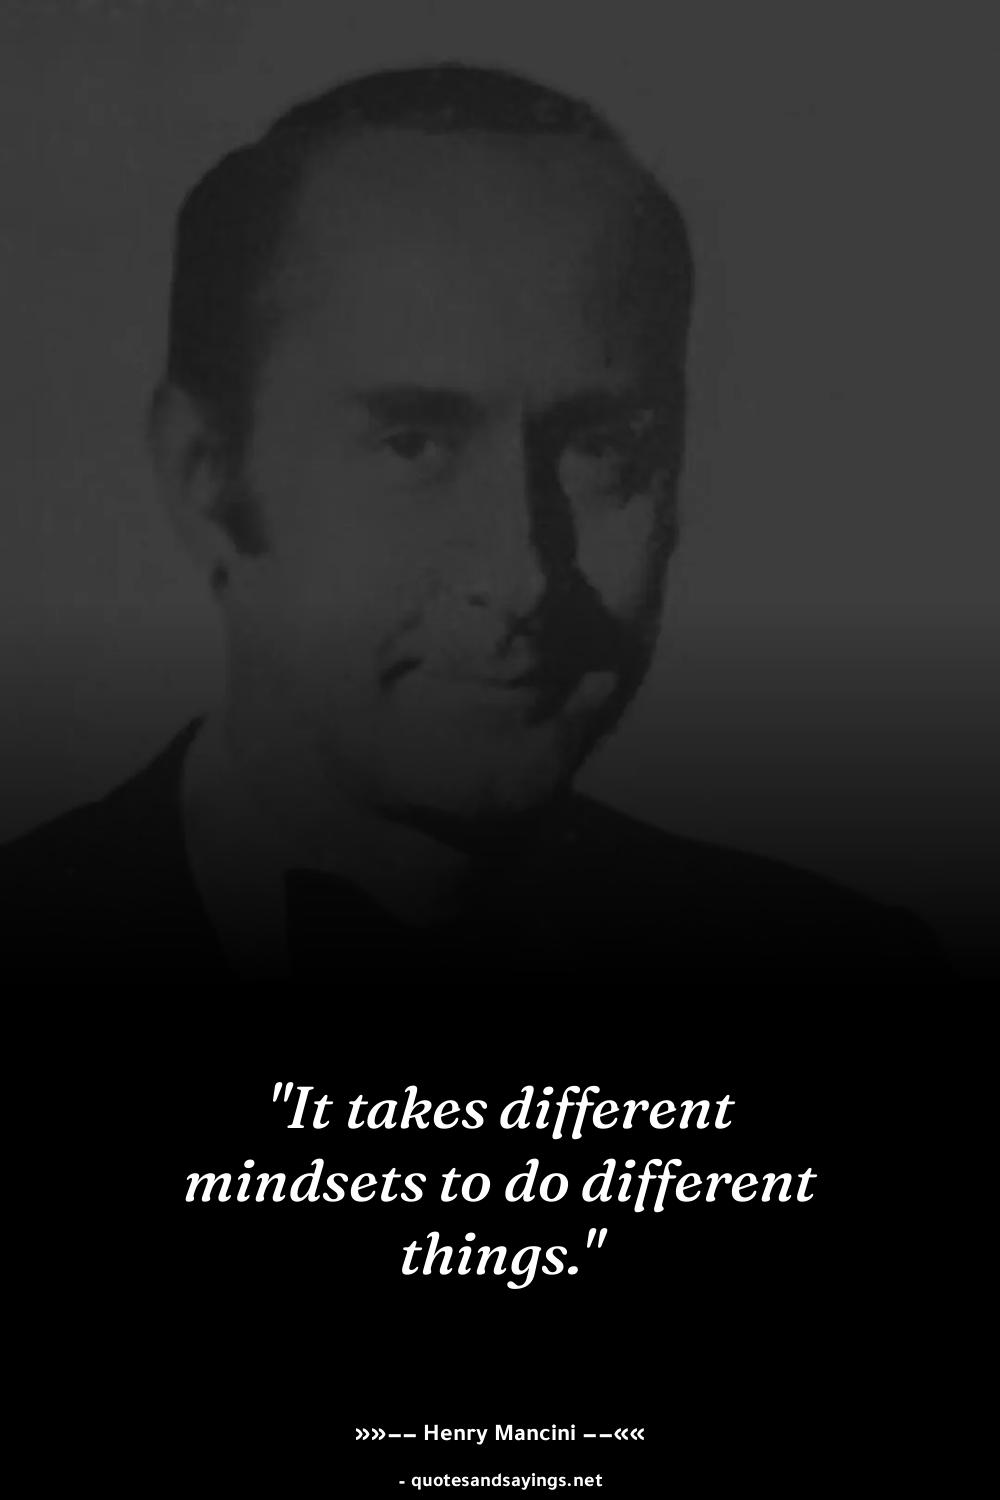 "It takes different
mindsets to do different
things."
»»–– Henry Mancini ––««
- quotesandsayings.net